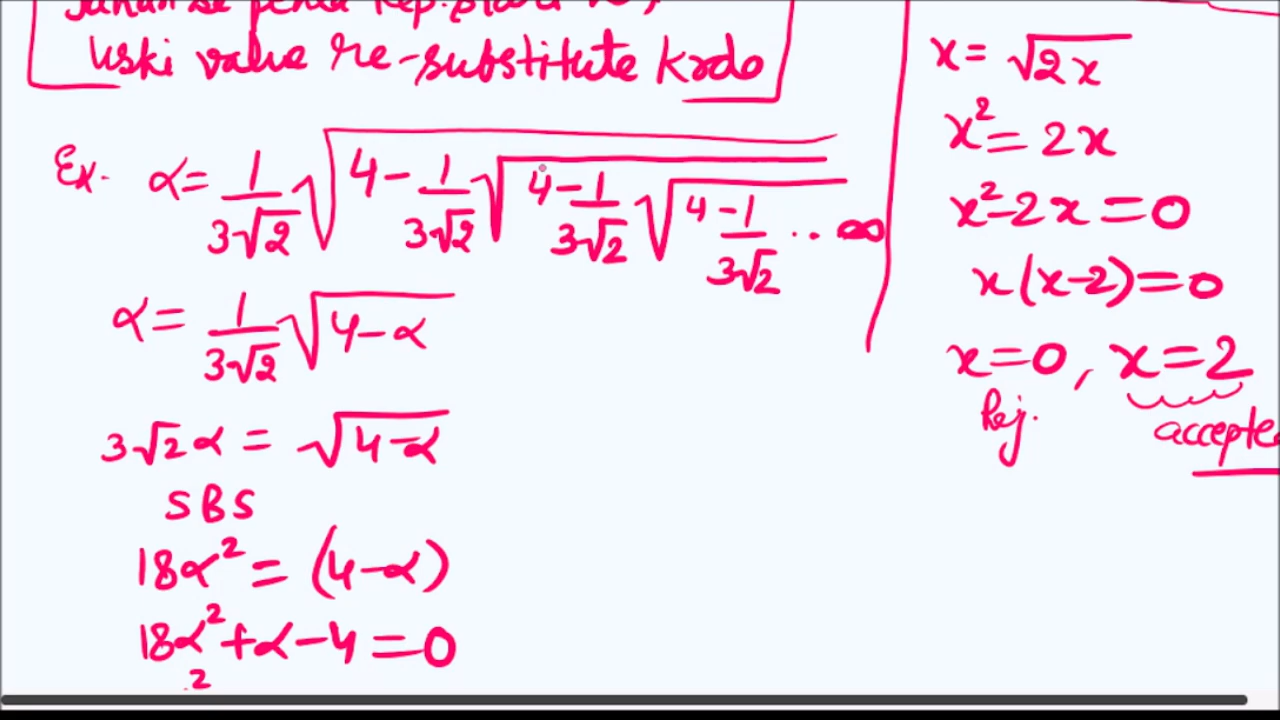 uski value re-substitute krdo
Ex. α = 1/(3√2) √(4 - 1/(3√2) √(4 - 1/(3√2) √(4 - 1/(3√2) .. ∞
α = 1/(3√2) √(4-α)
3√2 α = √(4-α)
SBS
18α² = (4-α)
18α² + α - 4 = 0
x = √2x
x² = 2x
x² - 2x = 0
x(x-2) = 0
x = 0, x = 2
Rej. accepted